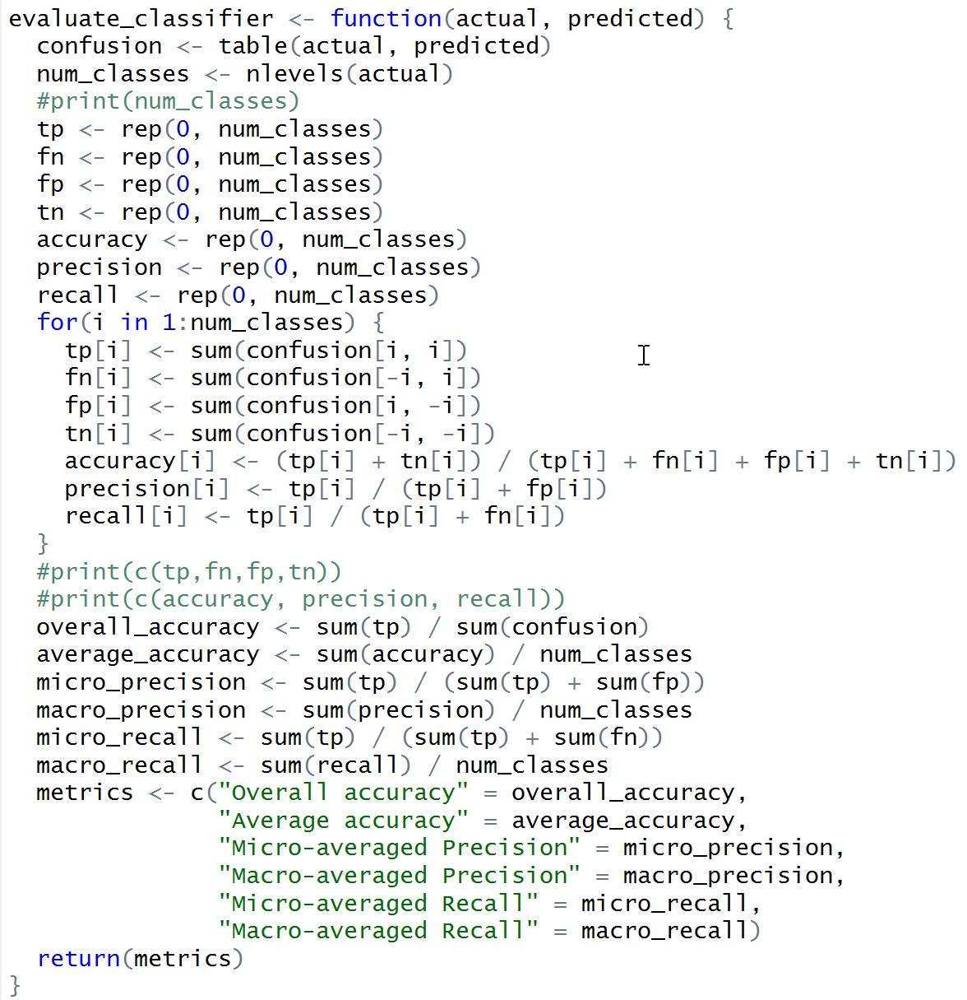 evaluate_classifier <- function(actual, predicted) {
  confusion <- table(actual, predicted)
  num_classes <- nlevels(actual)
  #print(num_classes)
  tp <- rep(0, num_classes)
  fn <- rep(0, num_classes)
  fp <- rep(0, num_classes)
  tn <- rep(0, num_classes)
  accuracy <- rep(0, num_classes)
  precision <- rep(0, num_classes)
  recall <- rep(0, num_classes)
  for(i in 1:num_classes) {
    tp[i] <- sum(confusion[i, i])
    fn[i] <- sum(confusion[-i, i])
    fp[i] <- sum(confusion[i, -i])
    tn[i] <- sum(confusion[-i, -i])
    accuracy[i] <- (tp[i] + tn[i]) / (tp[i] + fn[i] + fp[i] + tn[i])
    precision[i] <- tp[i] / (tp[i] + fp[i])
    recall[i] <- tp[i] / (tp[i] + fn[i])
  }
  #print(c(tp,fn,fp,tn))
  #print(c(accuracy, precision, recall))
  overall_accuracy <- sum(tp) / sum(confusion)
  average_accuracy <- sum(accuracy) / num_classes
  micro_precision <- sum(tp) / (sum(tp) + sum(fp))
  macro_precision <- sum(precision) / num_classes
  micro_recall <- sum(tp) / (sum(tp) + sum(fn))
  macro_recall <- sum(recall) / num_classes
  metrics <- c("Overall accuracy" = overall_accuracy,
               "Average accuracy" = average_accuracy,
               "Micro-averaged Precision" = micro_precision,
               "Macro-averaged Precision" = macro_precision,
               "Micro-averaged Recall" = micro_recall,
               "Macro-averaged Recall" = macro_recall)
  return(metrics)
}